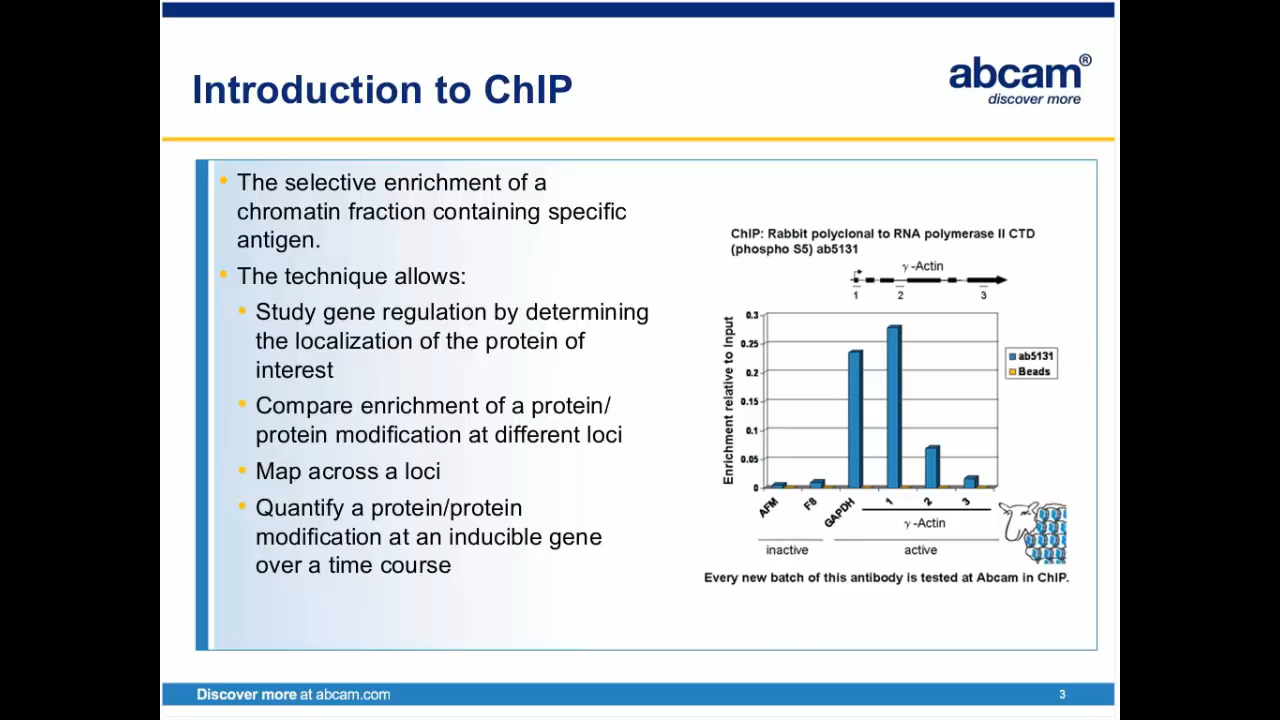 Introduction to ChIP
abcam®
discover more
• The selective enrichment of a
chromatin fraction containing specific
antigen.
• The technique allows:
• Study gene regulation by determining
the localization of the protein of
interest
• Compare enrichment of a protein/
protein modification at different loci
• Map across a loci
• Quantify a protein/protein
modification at an inducible gene
over a time course
ChIP: Rabbit polyclonal to RNA polymerase II CTD
(phospho S5) ab5131
γ-Actin
1 2 3
Enrichment relative to Input
0.3
0.25
0.2
0.15
0.1
0.05
0
ab5131
Beads
AFM F8 GAPDH 1 2 3
γ-Actin
inactive active
Every new batch of this antibody is tested at Abcam in ChIP.
Discover more at abcam.com 3